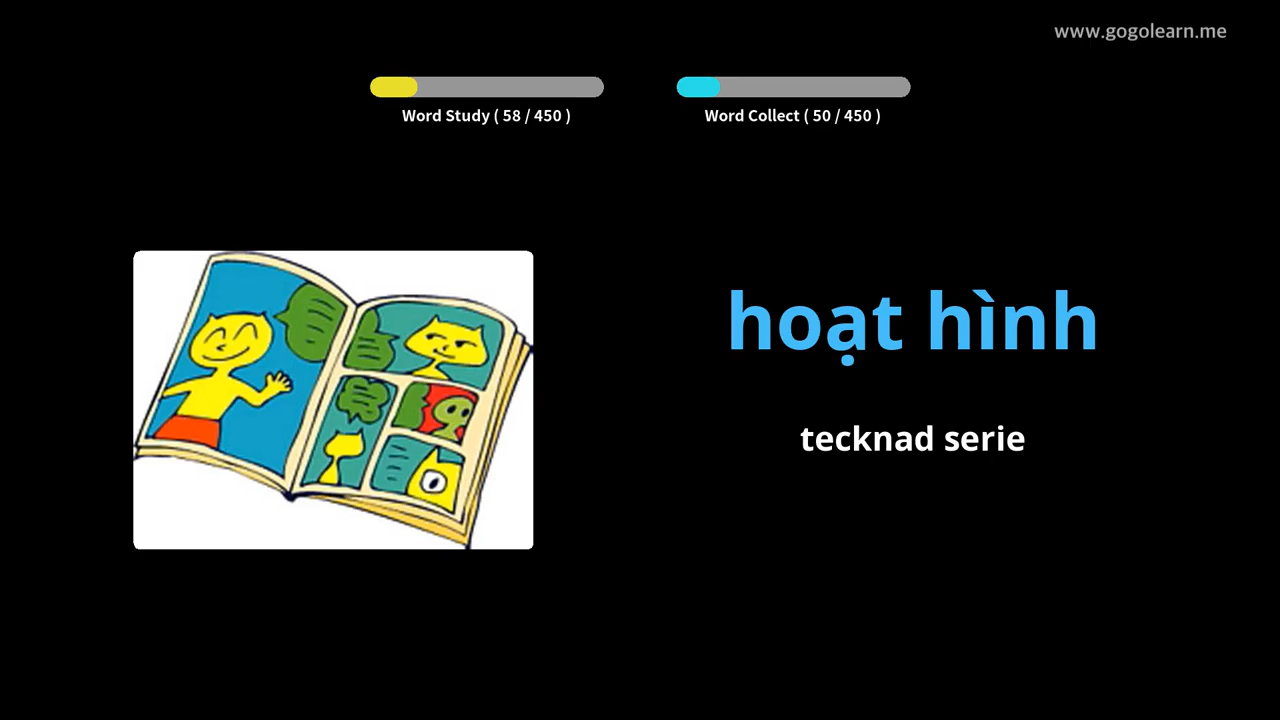 www.gogolearn.me
Word Study ( 58 / 450 )
Word Collect ( 50 / 450 )
hoạt hình
tecknad serie